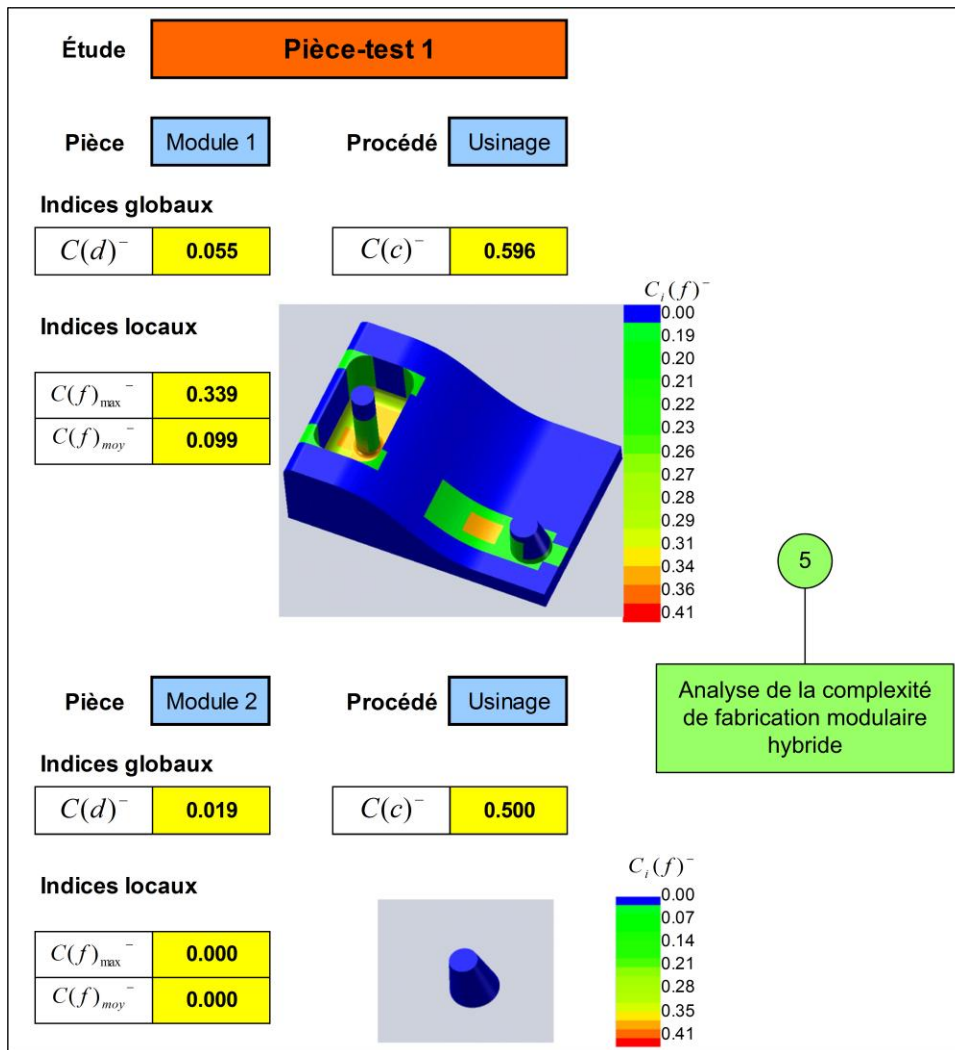 Étude Pièce-test 1
Pièce Module 1 Procédé Usinage
Indices globaux
C(d)⁻ 0.055 C(c)⁻ 0.596
Indices locaux
C(f)max⁻ 0.339
C(f)moy⁻ 0.099
Ci(f)⁻
0.00
0.19
0.20
0.21
0.22
0.23
0.26
0.27
0.28
0.29
0.31
0.34
0.36
0.41
5
Analyse de la complexité
de fabrication modulaire
hybride
Pièce Module 2 Procédé Usinage
Indices globaux
C(d)⁻ 0.019 C(c)⁻ 0.500
Indices locaux
C(f)max⁻ 0.000
C(f)moy⁻ 0.000
Ci(f)⁻
0.00
0.07
0.14
0.21
0.28
0.35
0.41